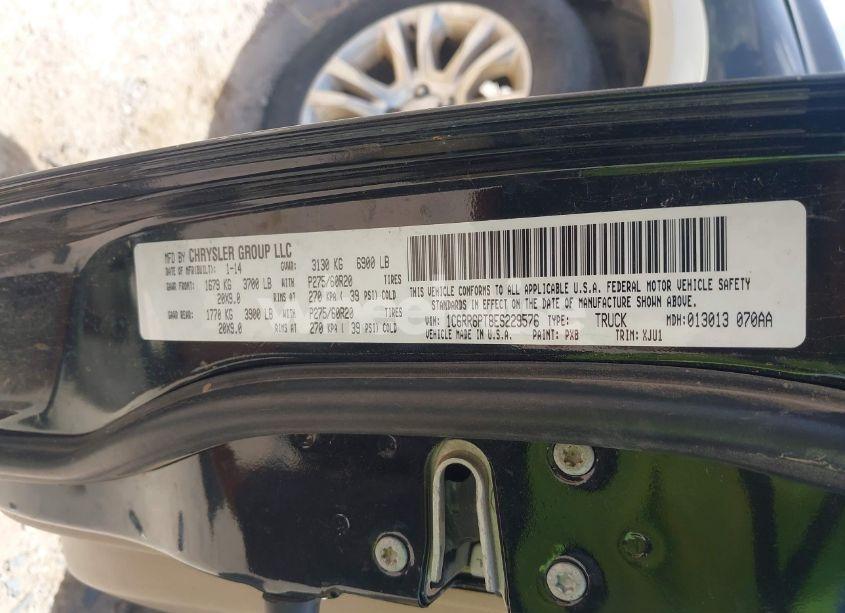 MFD BY CHRYSLER GROUP LLC
DATE OF MFR(BUILT): 1-14 GVWR: 3130 KG 6900 LB
GAWR FRONT: 1679 KG 3700 LB WITH P275/60R20 TIRES
20X9.0 RIMS AT 270 KPA ( 39 PSI) COLD
GAWR REAR: 1770 KG 3900 LB WITH P275/60R20 TIRES
20X9.0 RIMS AT 270 KPA ( 39 PSI) COLD
THIS VEHICLE CONFORMS TO ALL APPLICABLE U.S.A. FEDERAL MOTOR VEHICLE SAFETY
STANDARDS IN EFFECT ON THE DATE OF MANUFACTURE SHOWN ABOVE.
VIN: 1C6RR6PT8ES223576 TYPE: TRUCK MDH: 013013 070AA
VEHICLE MADE IN U.S.A. PAINT: PXB TRIM: XJU1